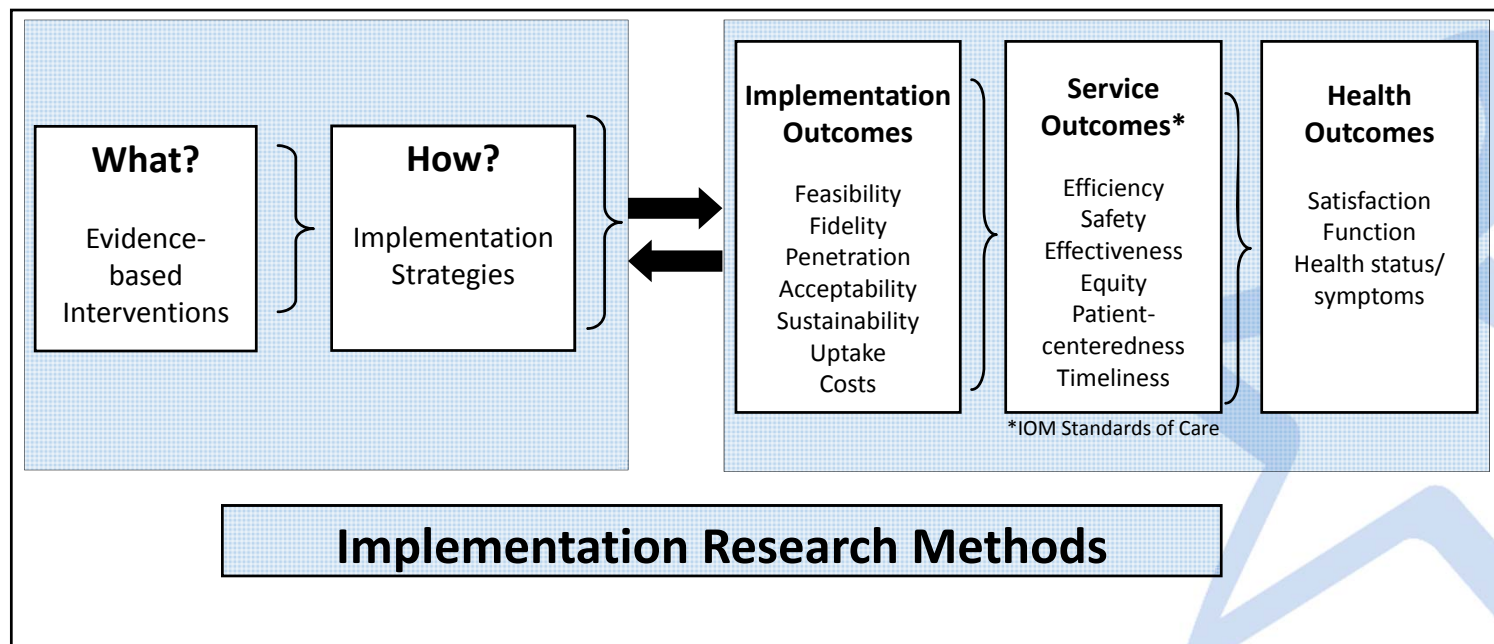 What?
Evidence-
based
Interventions
How?
Implementation
Strategies
Implementation
Outcomes
Feasibility
Fidelity
Penetration
Acceptability
Sustainability
Uptake
Costs
Service
Outcomes*
Efficiency
Safety
Effectiveness
Equity
Patient-
centeredness
Timeliness
*IOM Standards of Care
Health
Outcomes
Satisfaction
Function
Health status/
symptoms
Implementation Research Methods